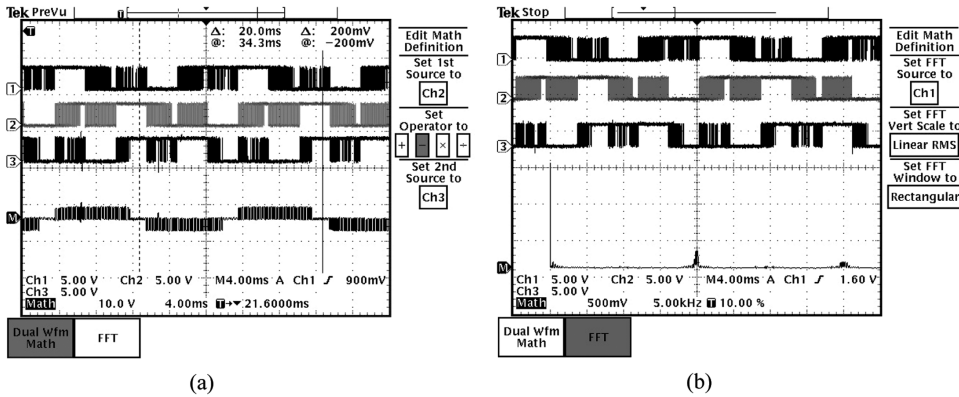 Tek PreVu
T
T
Δ: 20.0ms Δ: 200mV
@: 34.3ms @: −200mV
1
2
3
M
Ch1 5.00 V Ch2 5.00 V M4.00ms A Ch1 ƒ 900mV
Ch3 5.00 V
Math 10.0 V 4.00ms T→▼ 21.6000ms
Edit Math
Definition
Set 1st
Source to
Ch2
Set
Operator to
+ − × ÷
Set 2nd
Source to
Ch3
Dual Wfm
Math
FFT
(a)
Tek Stop
1
2
3
M
Ch1 5.00 V Ch2 5.00 V M4.00ms A Ch1 ƒ 1.60 V
Ch3 5.00 V
Math 500mV 5.00kHz T 10.00 %
Edit Math
Definition
Set FFT
Source to
Ch1
Set FFT
Vert Scale to
Linear RMS
Set FFT
Window to
Rectangular
Dual Wfm
Math
FFT
(b)